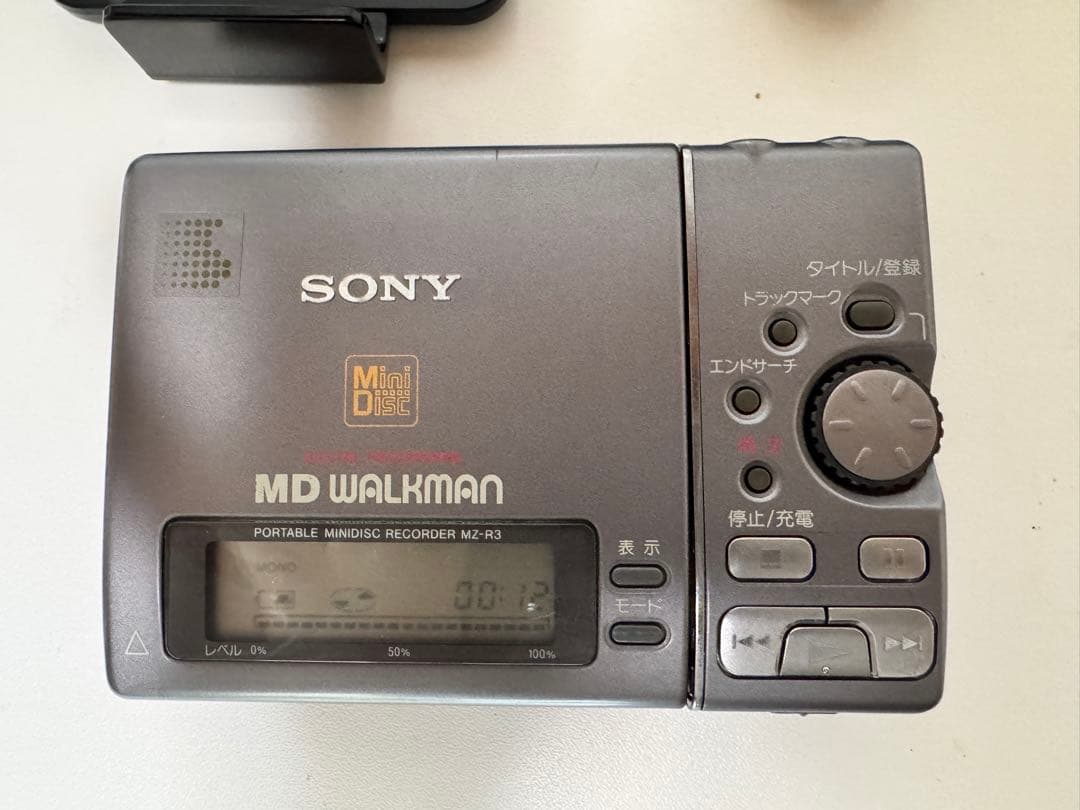 SONY
Mini
Disc
MD WALKMAN
PORTABLE MINIDISC RECORDER MZ-R3
MONO
00:12
レベル 0% 50% 100%
表示
モード
タイトル/登録
トラックマーク
エンドサーチ
停止/充電